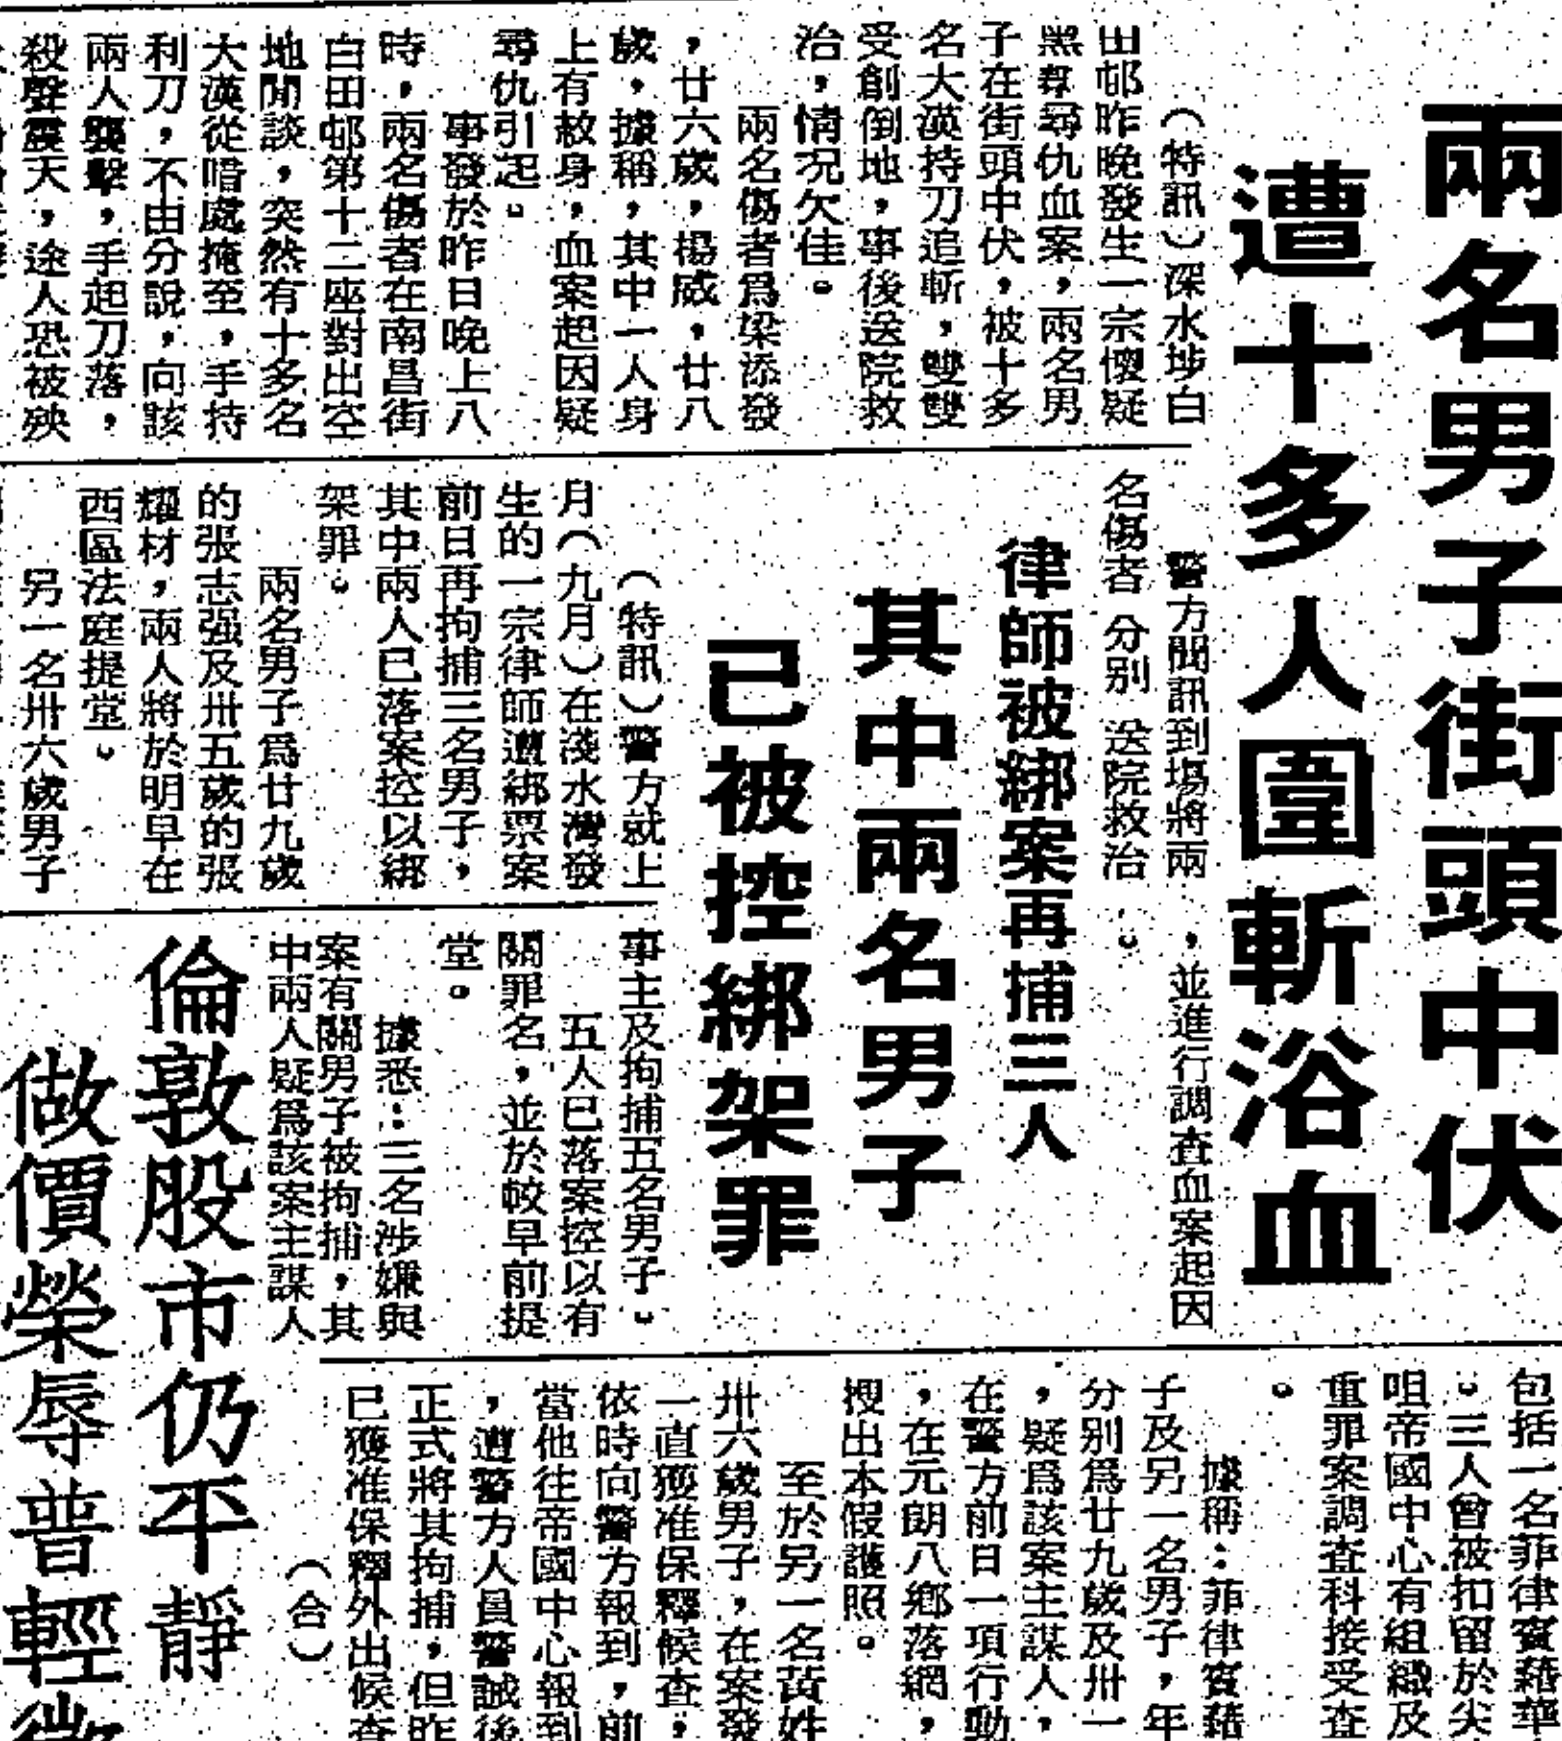 兩名男子街頭中伏
遭十多人圍斬浴血
（特訊）深水埗白
田邨昨晚發生一宗懷疑
黑幫尋仇血案，兩名男
子在街頭中伏，被十多
名大漢持刀追斬，雙雙
受創倒地，事後送院救
治，情况欠佳。
兩名傷者爲梁添發
，廿六歲，楊威，廿八
歲，據稱，其中一人身
上有紋身，血案起因疑
尋仇引起。
事發於昨日晚上八
時，兩名傷者在南昌街
白田邨第十二座對出空
地閒談，突然有十多名
大漢從暗處掩至，手持
利刀，不由分說，向該
兩人襲擊，手起刀落，
殺聲震天，途人恐被殃
警方聞訊到場將兩
名傷者分别送院救治
，並進行調查血案起因
。
律師被綁案再捕三人
其中兩名男子
已被控綁架罪
（特訊）警方就上
月（九月）在淺水灣發
生的一宗律師遭綁票案
前日再拘捕三名男子，
其中兩人已落案控以綁
架罪。
兩名男子爲廿九歲
的張志强及卅五歲的張
耀材，兩人將於明早在
西區法庭提堂。
另一名卅六歲男子
事主及拘捕五名男子。
五人已落案控以有
關罪名，並於較早前提
堂。
據悉：三名涉嫌與
案有關男子被拘捕，其
中兩人疑爲該案主謀人
包括一名菲律賓藉華
。三人曾被扣留於尖
咀帝國中心有組織及
重罪案調查科接受查
。
據稱：菲律賓藉
子及另一名男子，年
分别爲廿九歲及卅一
，疑爲該案主謀人，
在警方前日一項行動
，在元朗八鄉落網，
搜出本假護照。
至於另一名黃姓
卅六歲男子，在案發
一直獲准保釋候查，
依時向警方報到，前
當他往帝國中心報到
，遭警方人員警誡後
正式將其拘捕，但昨
已獲准保釋外出候查
（合）
倫敦股市仍平靜
做價榮辱普輕微